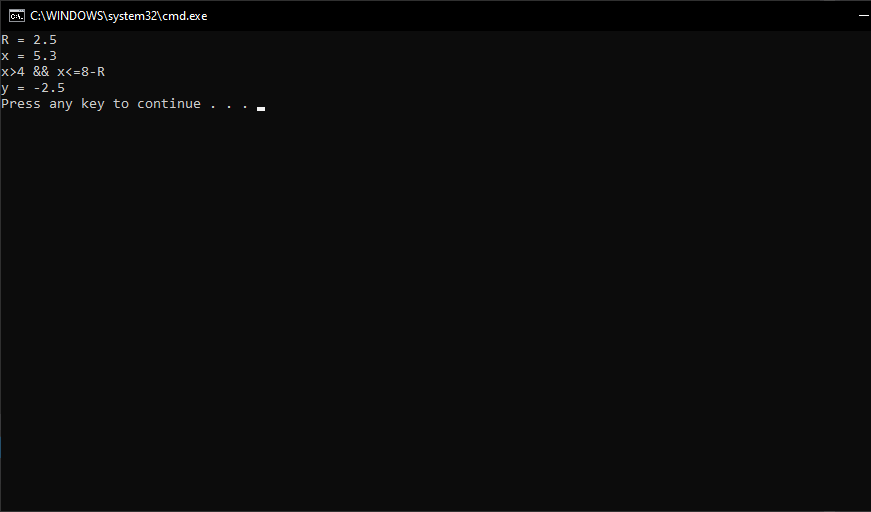 C:\WINDOWS\system32\cmd.exe
R = 2.5
x = 5.3
x>4 && x<=8-R
y = -2.5
Press any key to continue . . .